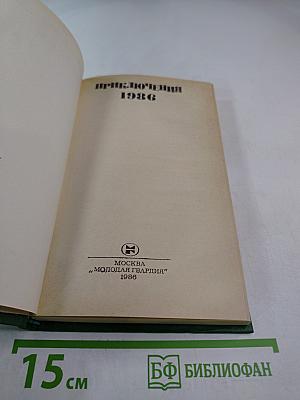 ПРИКЛЮЧЕНИЯ
1986
МОСКВА
„МОЛОДАЯ ГВАРДИЯ"
1986
15 см
БФ БИБЛИОФАН